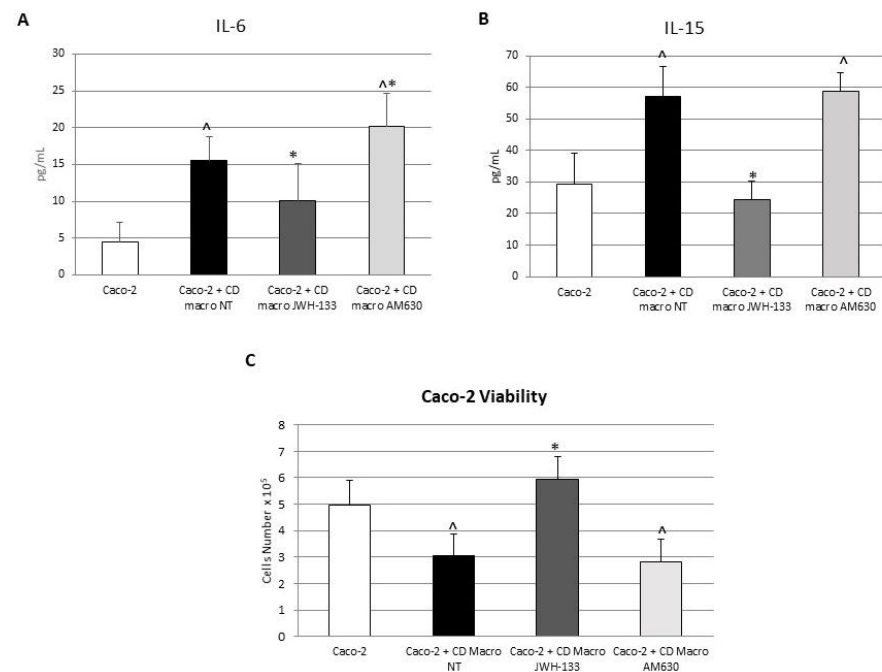 A
IL-6
30
25
20
15
10
5
0
pg/mL
^
*
^*
Caco-2
Caco-2 + CD macro NT
Caco-2 + CD macro JWH-133
Caco-2 + CD macro AM630
B
IL-15
70
60
50
40
30
20
10
0
pg/mL
^
*
^
Caco-2
Caco-2 + CD macro NT
Caco-2 + CD macro JWH-133
Caco-2 + CD macro AM630
C
Caco-2 Viability
8
7
6
5
4
3
2
1
0
Cells Number x 10⁵
^
*
^
Caco-2
Caco-2 + CD Macro NT
Caco-2 + CD Macro JWH-133
Caco-2 + CD Macro AM630